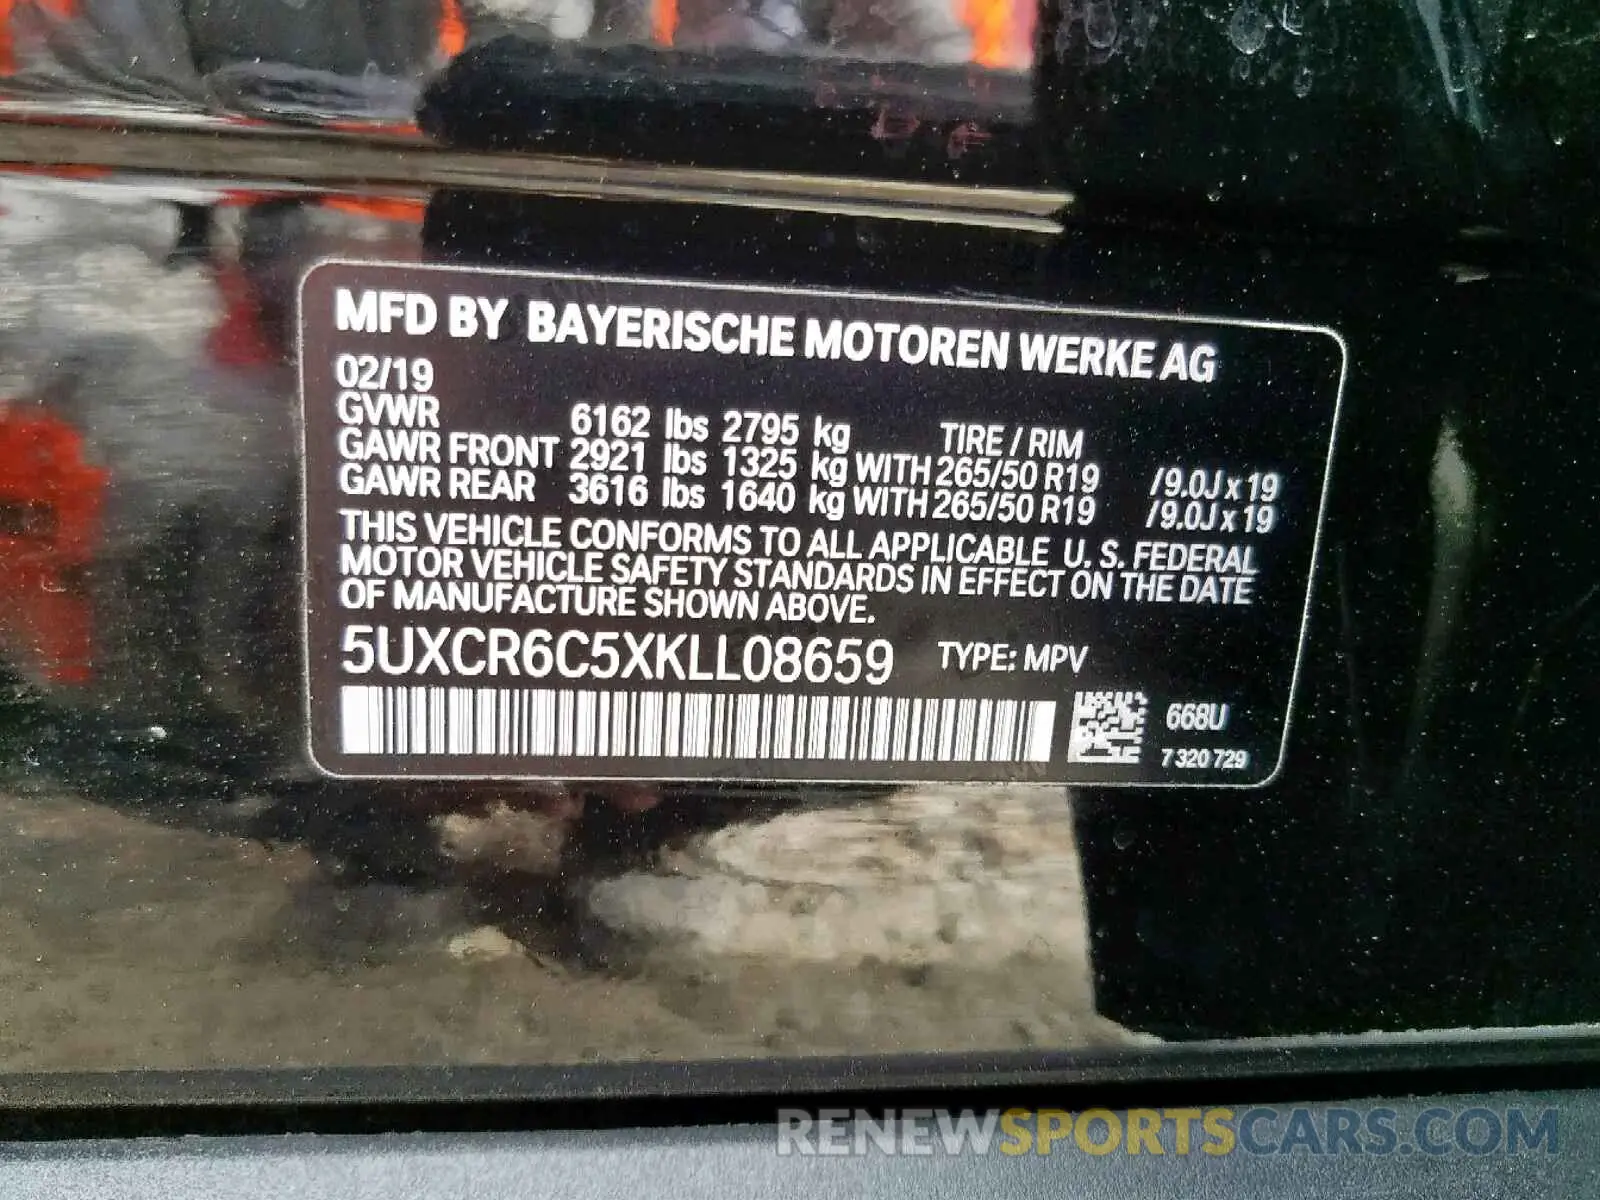 MFD BY BAYERISCHE MOTOREN WERKE AG
02/19
GVWR 6162 lbs 2795 kg TIRE / RIM
GAWR FRONT 2921 lbs 1325 kg WITH 265/50 R19 /9.0J x 19
GAWR REAR 3616 lbs 1640 kg WITH 265/50 R19 /9.0J x 19
THIS VEHICLE CONFORMS TO ALL APPLICABLE U. S. FEDERAL
MOTOR VEHICLE SAFETY STANDARDS IN EFFECT ON THE DATE
OF MANUFACTURE SHOWN ABOVE.
5UXCR6C5XKLL08659 TYPE: MPV
668U
7 320 729
RENEWSPORTSCARS.COM